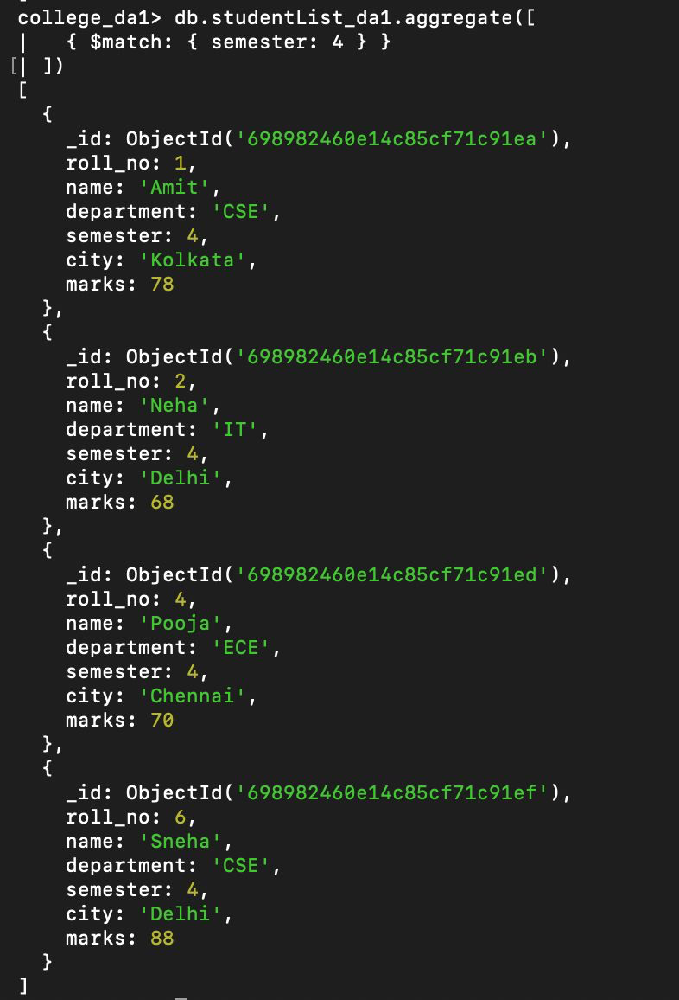 college_da1> db.studentList_da1.aggregate([
|   { $match: { semester: 4 } }
[| ])
[
  {
    _id: ObjectId('698982460e14c85cf71c91ea'),
    roll_no: 1,
    name: 'Amit',
    department: 'CSE',
    semester: 4,
    city: 'Kolkata',
    marks: 78
  },
  {
    _id: ObjectId('698982460e14c85cf71c91eb'),
    roll_no: 2,
    name: 'Neha',
    department: 'IT',
    semester: 4,
    city: 'Delhi',
    marks: 68
  },
  {
    _id: ObjectId('698982460e14c85cf71c91ed'),
    roll_no: 4,
    name: 'Pooja',
    department: 'ECE',
    semester: 4,
    city: 'Chennai',
    marks: 70
  },
  {
    _id: ObjectId('698982460e14c85cf71c91ef'),
    roll_no: 6,
    name: 'Sneha',
    department: 'CSE',
    semester: 4,
    city: 'Delhi',
    marks: 88
  }
]